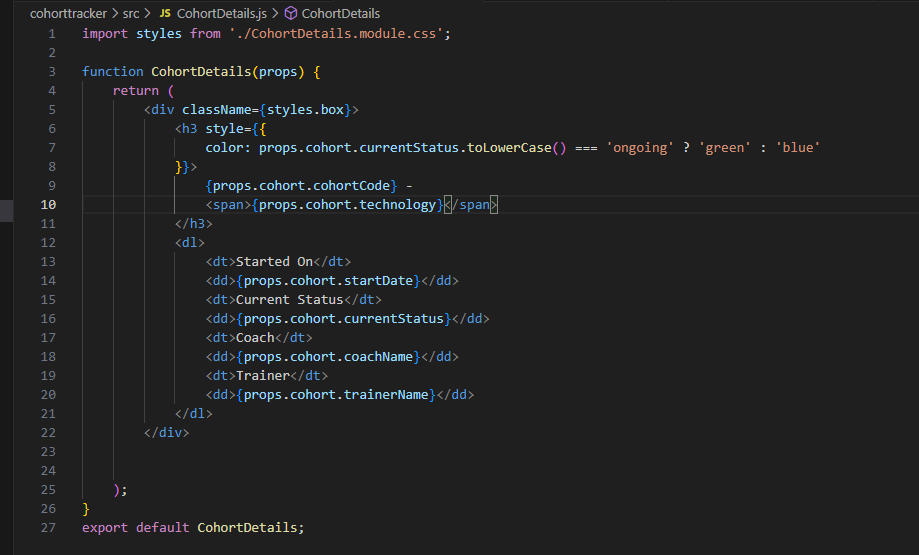 cohorttracker > src > JS CohortDetails.js > CohortDetails
1 import styles from './CohortDetails.module.css';
2
3 function CohortDetails(props) {
4     return (
5         <div className={styles.box}>
6             <h3 style={{
7                 color: props.cohort.currentStatus.toLowerCase() === 'ongoing' ? 'green' : 'blue'
8             }}>
9                 {props.cohort.cohortCode} -
10                 <span>{props.cohort.technology}</span>
11             </h3>
12             <dl>
13                 <dt>Started On</dt>
14                 <dd>{props.cohort.startDate}</dd>
15                 <dt>Current Status</dt>
16                 <dd>{props.cohort.currentStatus}</dd>
17                 <dt>Coach</dt>
18                 <dd>{props.cohort.coachName}</dd>
19                 <dt>Trainer</dt>
20                 <dd>{props.cohort.trainerName}</dd>
21             </dl>
22         </div>
23
24
25     );
26 }
27 export default CohortDetails;